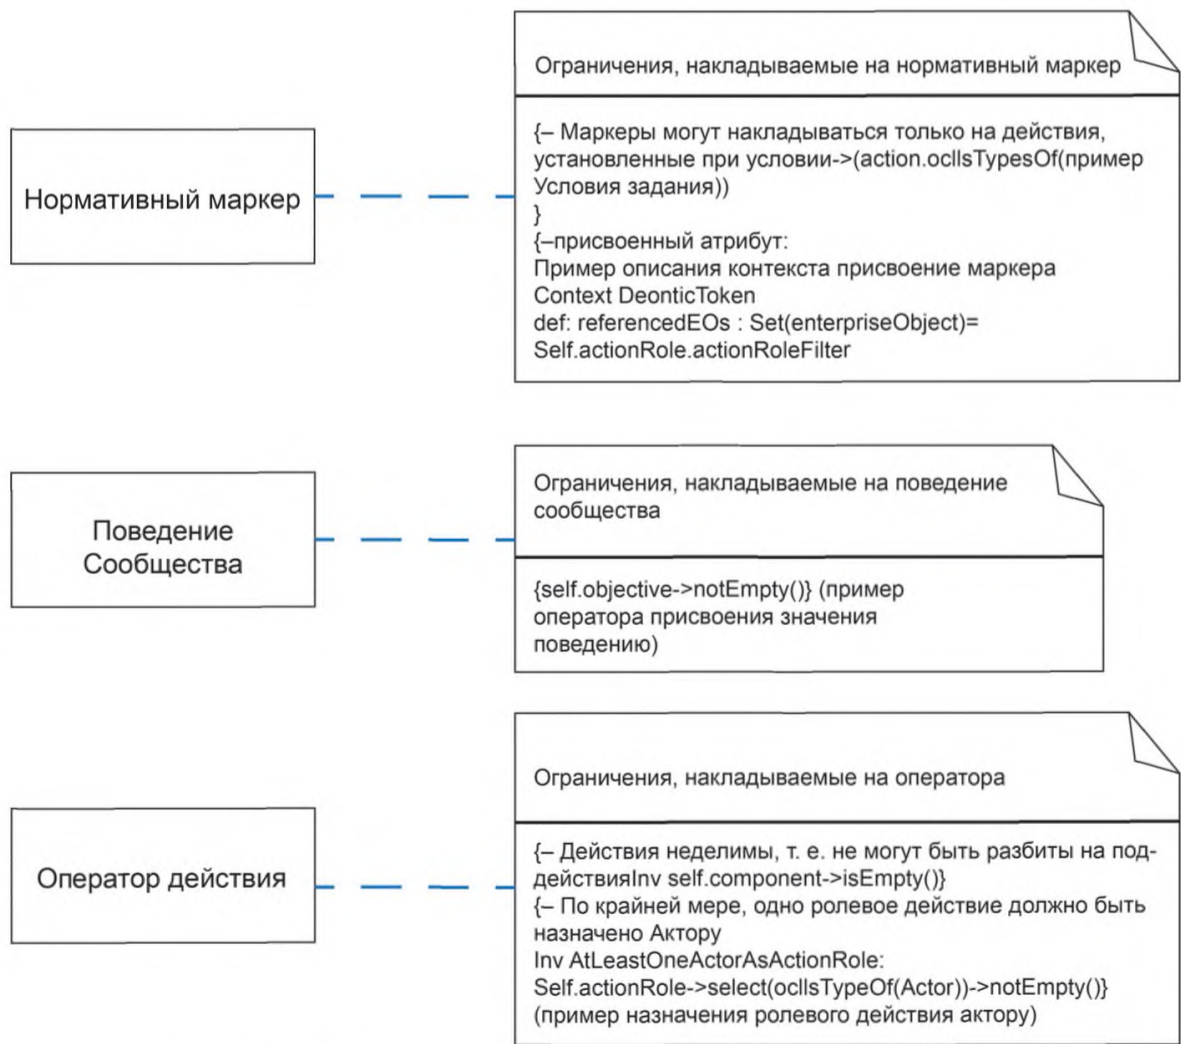 Ограничения, накладываемые на нормативный маркер
Нормативный маркер
{– Маркеры могут накладываться только на действия,
установленные при условии->(action.ocllsTypesOf(пример
Условия задания))
}
{–присвоенный атрибут:
Пример описания контекста присвоение маркера
Context DeonticToken
def: referencedEOs : Set(enterpriseObject)=
Self.actionRole.actionRoleFilter
Поведение
Сообщества
Ограничения, накладываемые на поведение
сообщества
{self.objective->notEmpty()} (пример
оператора присвоения значения
поведению)
Оператор действия
Ограничения, накладываемые на оператора
{– Действия неделимы, т. е. не могут быть разбиты на под-
действияInv self.component->isEmpty()}
{– По крайней мере, одно ролевое действие должно быть
назначено Актору
Inv AtLeastOneActorAsActionRole:
Self.actionRole->select(ocllsTypeOf(Actor))->notEmpty()}
(пример назначения ролевого действия актору)